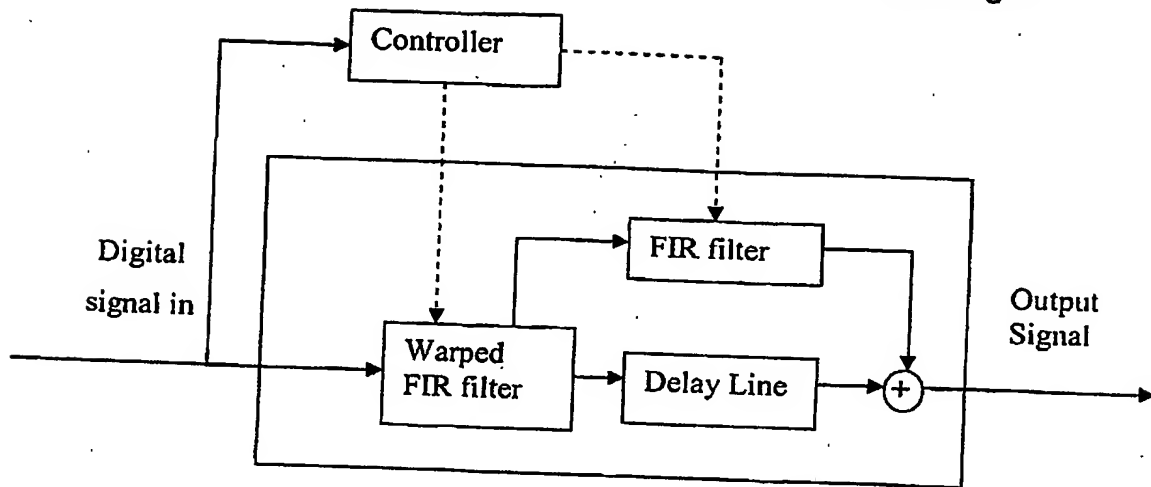 Controller
Digital
signal in
FIR filter
Output
Signal
Warped
FIR filter
Delay Line
+